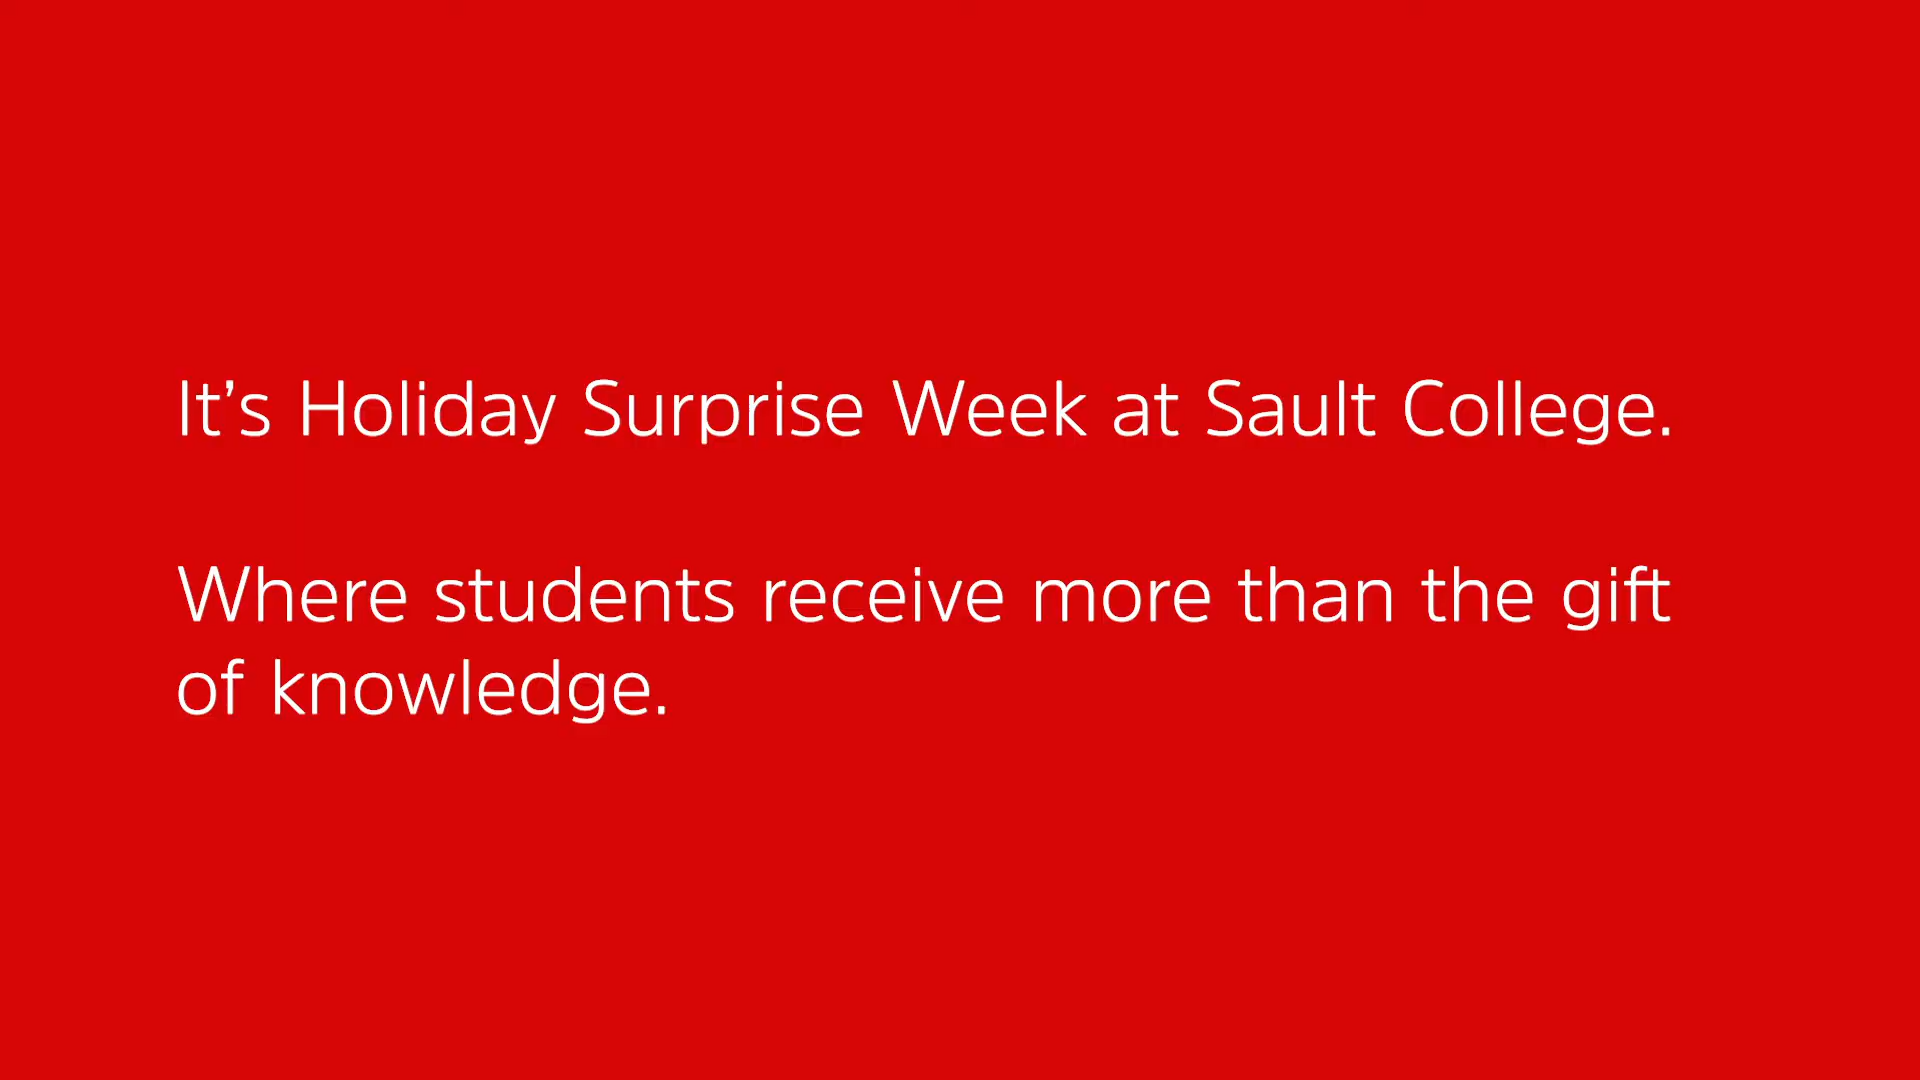 It’s Holiday Surprise Week at Sault College.
Where students receive more than the gift
of knowledge.